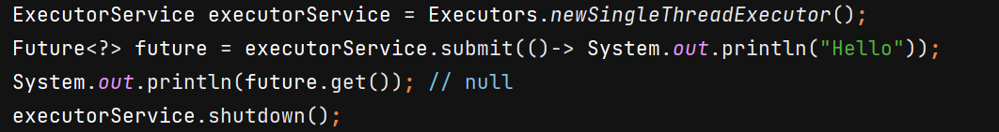 ExecutorService executorService = Executors.newSingleThreadExecutor();
Future<?> future = executorService.submit(()-> System.out.println("Hello"));
System.out.println(future.get()); // null
executorService.shutdown();